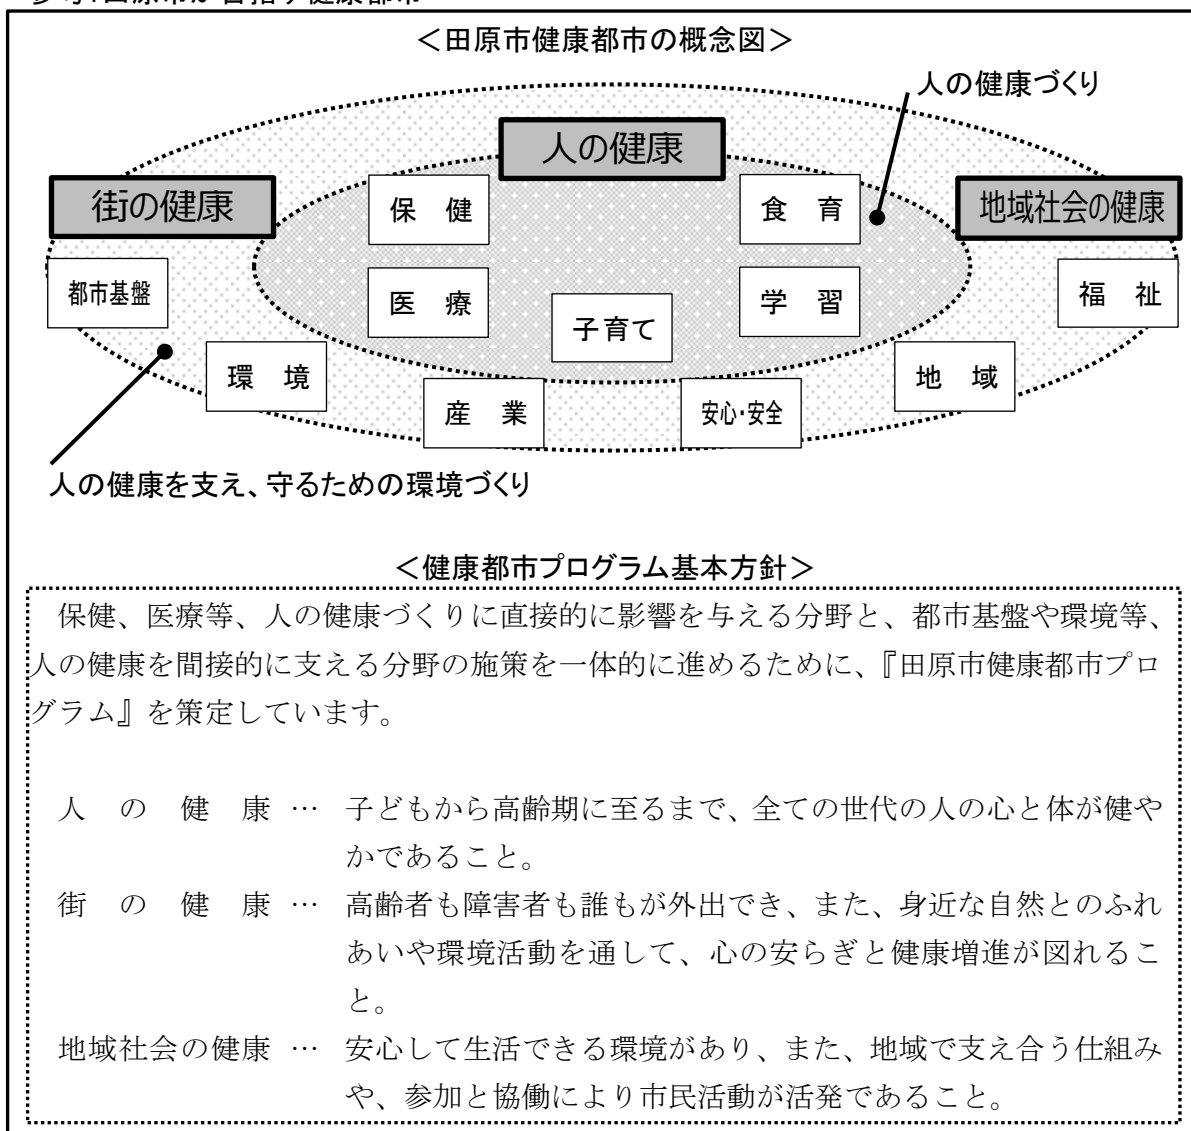 参考:田原市が目指す健康都市
<田原市健康都市の概念図>
人の健康づくり
人の健康
街の健康
地域社会の健康
保 健
食 育
都市基盤
医 療
子育て
学 習
福 祉
環 境
産 業
安心・安全
地 域
人の健康を支え、守るための環境づくり
<健康都市プログラム基本方針>
保健、医療等、人の健康づくりに直接的に影響を与える分野と、都市基盤や環境等、
人の健康を間接的に支える分野の施策を一体的に進めるために、『田原市健康都市プロ
グラム』を策定しています。
人 の 健 康 … 子どもから高齢期に至るまで、全ての世代の人の心と体が健や
かであること。
街 の 健 康 … 高齢者も障害者も誰もが外出でき、また、身近な自然とのふれ
あいや環境活動を通して、心の安らぎと健康増進が図れるこ
と。
地域社会の健康 … 安心して生活できる環境があり、また、地域で支え合う仕組み
や、参加と協働により市民活動が活発であること。